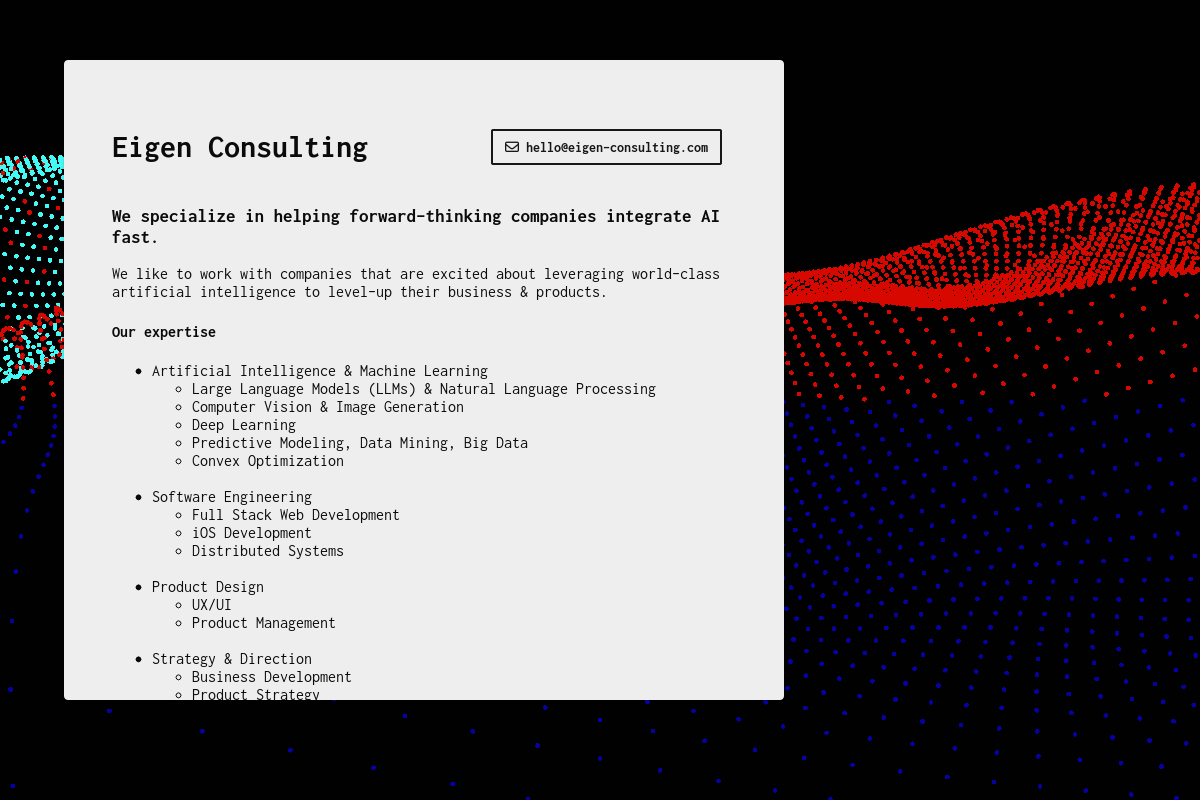 Eigen Consulting
hello@eigen-consulting.com
We specialize in helping forward-thinking companies integrate AI
fast.
We like to work with companies that are excited about leveraging world-class
artificial intelligence to level-up their business & products.
Our expertise
Artificial Intelligence & Machine Learning
Large Language Models (LLMs) & Natural Language Processing
Computer Vision & Image Generation
Deep Learning
Predictive Modeling, Data Mining, Big Data
Convex Optimization
Software Engineering
Full Stack Web Development
iOS Development
Distributed Systems
Product Design
UX/UI
Product Management
Strategy & Direction
Business Development
Product Strategy